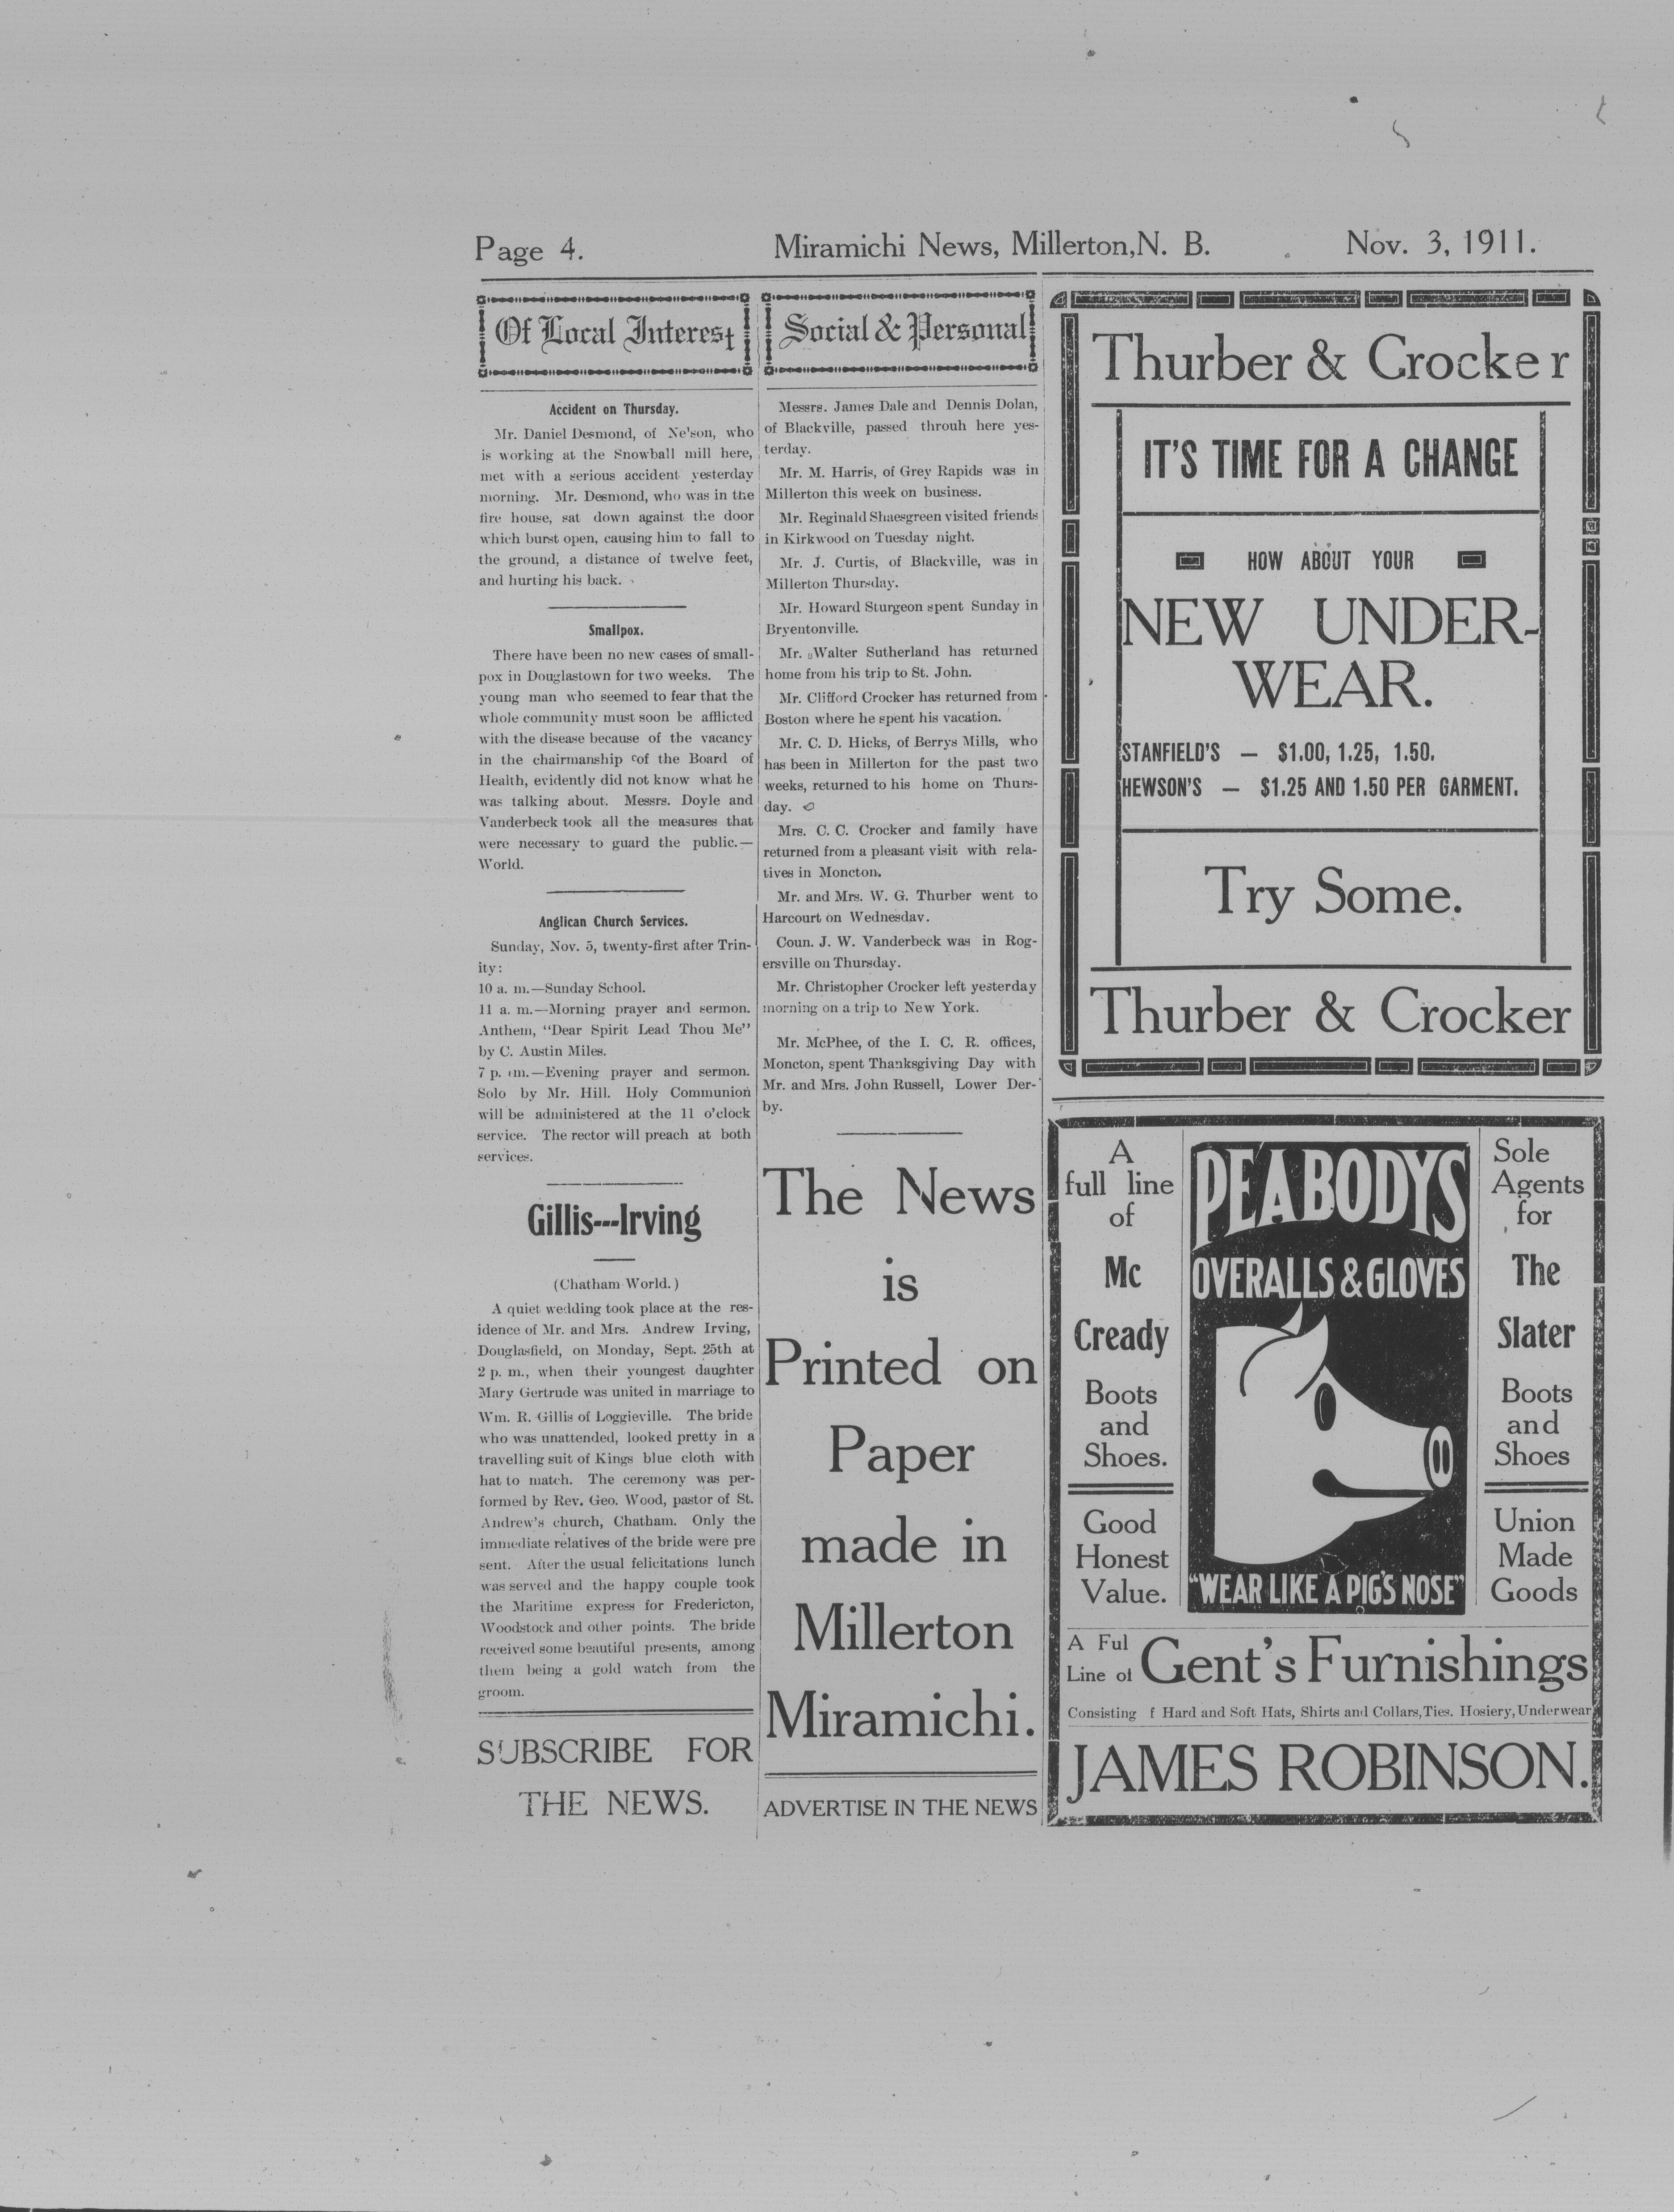 Page 4.
Miramichi News, Millerton, N. B.
Nov. 3, 1911.
Of Local Interest
Accident on Thursday.
Mr. Daniel Desmond, of Ne'son, who
is working at the Snowball mill here,
met with a serious accident yesterday
morning. Mr. Desmond, who was in the
fire house, sat down against the door
which burst open, causing him to fall to
the ground, a distance of twelve feet,
and hurting his back.
Smallpox.
There have been no new cases of small-
pox in Douglastown for two weeks. The
young man who seemed to fear that the
whole community must soon be afflicted
with the disease because of the vacancy
in the chairmanship of the Board of
Health, evidently did not know what he
was talking about. Messrs. Doyle and
Vanderbeck took all the measures that
were necessary to guard the public.—
World.
Anglican Church Services.
Sunday, Nov. 5, twenty-first after Trin-
ity:
10 a. m.—Sunday School.
11 a. m.—Morning prayer and sermon.
Anthem, "Dear Spirit Lead Thou Me"
by C. Austin Miles.
7 p. m.—Evening prayer and sermon.
Solo by Mr. Hill. Holy Communion
will be administered at the 11 o'clock
service. The rector will preach at both
services.
Gillis---Irving
(Chatham World.)
A quiet wedding took place at the res-
idence of Mr. and Mrs. Andrew Irving,
Douglasfield, on Monday, Sept. 25th at
2 p. m., when their youngest daughter
Mary Gertrude was united in marriage to
Wm. R. Gillis of Loggieville. The bride
who was unattended, looked pretty in a
travelling suit of Kings blue cloth with
hat to match. The ceremony was per-
formed by Rev. Geo. Wood, pastor of St.
Andrew's church, Chatham. Only the
immediate relatives of the bride were pre
sent. After the usual felicitations lunch
was served and the happy couple took
the Maritime express for Fredericton,
Woodstock and other points. The bride
received some beautiful presents, among
them being a gold watch from the
groom.
SUBSCRIBE FOR
THE NEWS.
Social & Personal
Messrs. James Dale and Dennis Dolan,
of Blackville, passed throuh here yes-
terday.
Mr. M. Harris, of Grey Rapids was in
Millerton this week on business.
Mr. Reginald Shaesgreen visited friends
in Kirkwood on Tuesday night.
Mr. J. Curtis, of Blackville, was in
Millerton Thursday.
Mr. Howard Sturgeon spent Sunday in
Bryentonville.
Mr. Walter Sutherland has returned
home from his trip to St. John.
Mr. Clifford Crocker has returned from
Boston where he spent his vacation.
Mr. C. D. Hicks, of Berrys Mills, who
has been in Millerton for the past two
weeks, returned to his home on Thurs-
day.
Mrs. C. C. Crocker and family have
returned from a pleasant visit with rela-
tives in Moncton.
Mr. and Mrs. W. G. Thurber went to
Harcourt on Wednesday.
Coun. J. W. Vanderbeck was in Rog-
ersville on Thursday.
Mr. Christopher Crocker left yesterday
morning on a trip to New York.
Mr. McPhee, of the I. C. R. offices,
Moncton, spent Thanksgiving Day with
Mr. and Mrs. John Russell, Lower Der-
by.
The News
is
Printed on
Paper
made in
Millerton
Miramichi.
ADVERTISE IN THE NEWS
Thurber & Crocker
IT'S TIME FOR A CHANGE
HOW ABOUT YOUR
NEW UNDER-
WEAR.
STANFIELD'S — $1.00, 1.25, 1.50.
HEWSON'S — $1.25 AND 1.50 PER GARMENT.
Try Some.
Thurber & Crocker
A
full line
of
Mc
Cready
Boots
and
Shoes.
Good
Honest
Value.
PEABODYS
OVERALLS & GLOVES
"WEAR LIKE A PIG'S NOSE"
Sole
Agents
for
The
Slater
Boots
and
Shoes
Union
Made
Goods
A Ful
Line of
Gent's Furnishings
Consisting f Hard and Soft Hats, Shirts and Collars, Ties. Hosiery, Underwear
JAMES ROBINSON.